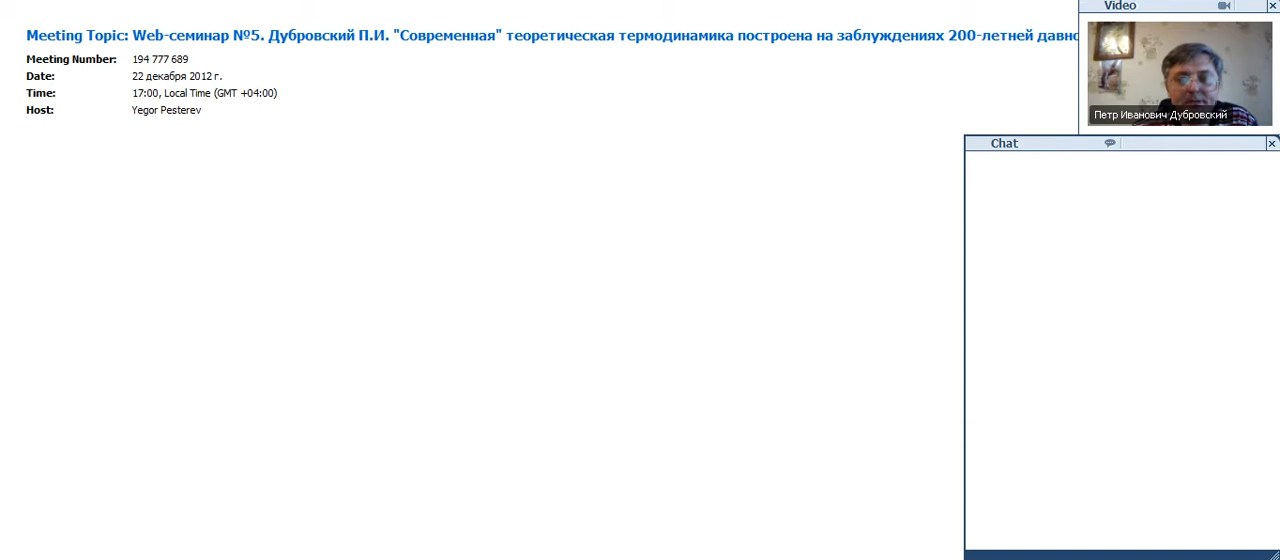 Video
Meeting Topic: Web-семинар №5. Дубровский П.И. "Современная" теоретическая термодинамика построена на заблуждениях 200-летней давно
Meeting Number: 194 777 689
Date: 22 декабря 2012 г.
Time: 17:00, Local Time (GMT +04:00)
Host: Yegor Pesterev
Петр Иванович Дубровский
Chat